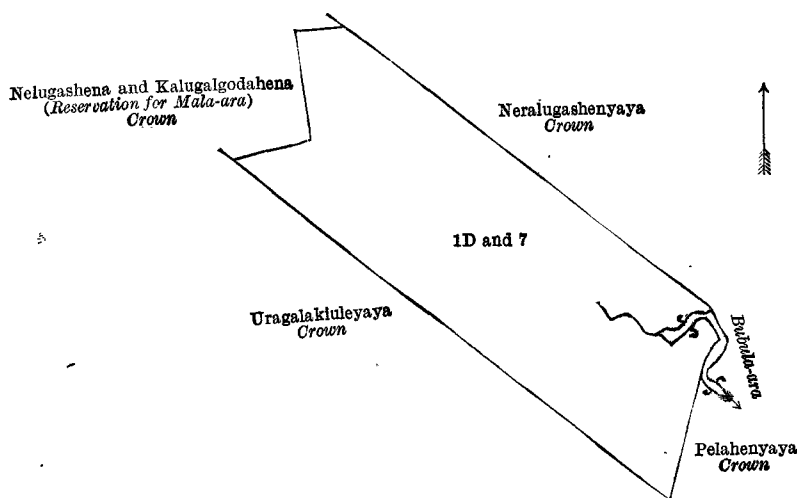 Nelugashena and Kalugalgodahena
(Reservation for Mala-ara)
Crown
Neralugashenyaya
Crown
1D and 7
Uragalakiuleyaya
Crown
Bubula-ara
Pelahenyaya
Crown